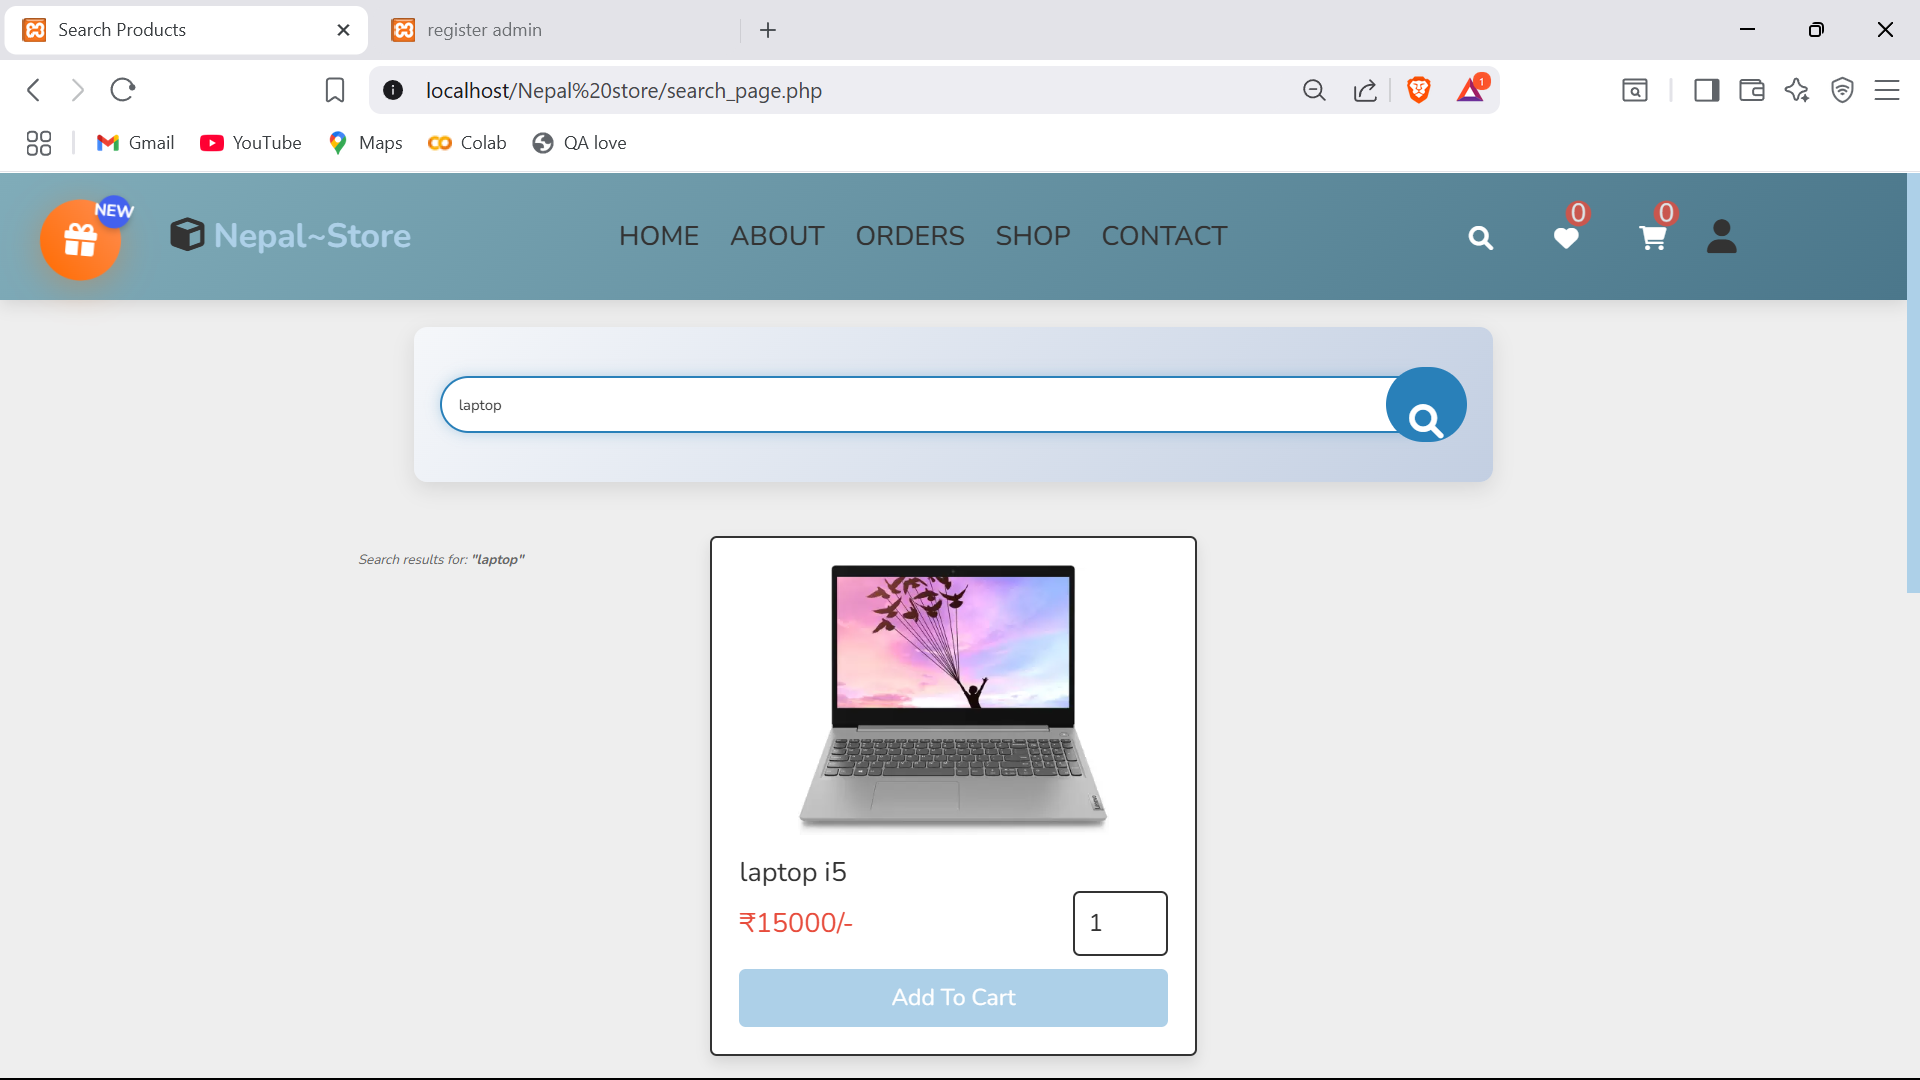 Search Products
register admin
localhost/Nepal%20store/search_page.php
1
Gmail
YouTube
Maps
Colab
QA love
NEW
Nepal~Store
HOME
ABOUT
ORDERS
SHOP
CONTACT
0
0
laptop
Search results for: "laptop"
laptop i5
₹15000/-
1
Add To Cart